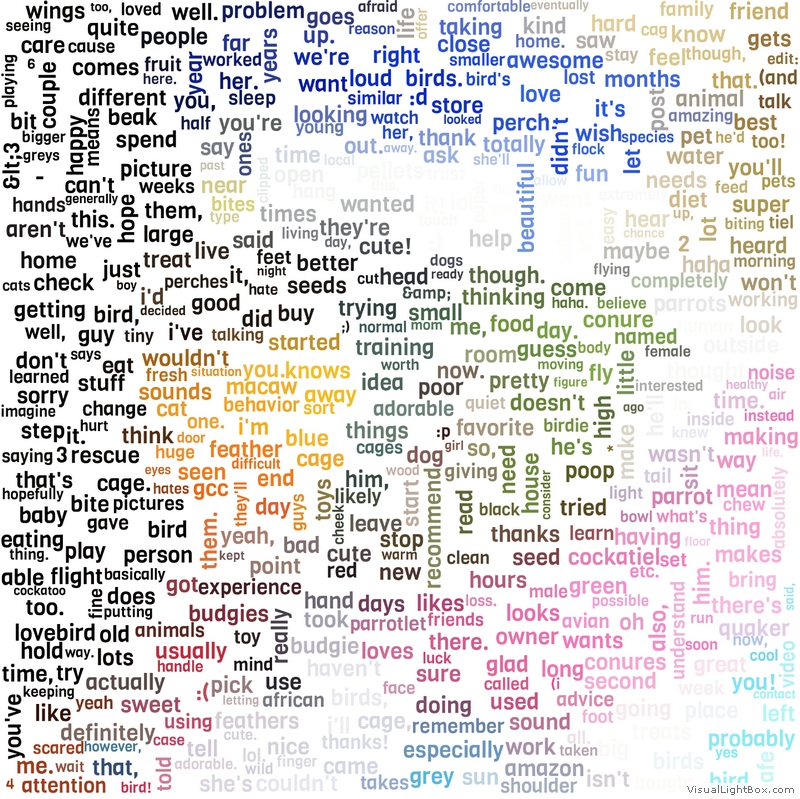 wings too, loved well. problem goes afraid life offer comfortable eventually family friend
seeing quite people far up. reason taking kind hard cag know
care cause years we're right close home. saw stay feel though, gets
playing 6 couple comes fruit year worked her. want loud birds. smaller awesome lost months that. edit: (and
here. bird's
different you, sleep similar :d store love it's post animal talk
bit beak half you're looking watch looked perch. didn't wish species amazing best
bigger happy means spend say ones young her, thank totally flock let pet he'd too!
&lt;3 greys past time local out. away. ask she'll water
- can't picture weeks near clipped open pellets beautiful allow fun needs feed you'll pets
hands generally hope them, bites type hang wanted extremely diet super
aren't this. times touch easy hear up, lot biting tiel
we've large said living they're day, cute! help chance maybe 2 heard
home just treat live feet better dogs flying haha morning
cats check boy perches it, night hate seeds cut head ready though. completely won't
getting i'd &amp; thinking come
bird, decided good did buy trying small haha. believe parrots working
well, guy tiny i've talking ;) normal mom me, food day. conure named look
started training room guess body female outside
don't says eat wouldn't worth moving little
learned stuff fresh situation you. knows idea now. pretty figure fly thought noise
sorry sounds macaw away poor interested healthy
imagine change cat behavior sort adorable quiet doesn't high ago he'll time. air
step it. hurt one. i'm things :p favorite birdie inside instead
think door blue cages girl so, he's * make knew making
saying 3 rescue huge feather cage dog wasn't way life.
that's cage. eyes seen difficult end him, wood giving need house poop tail sit
hopefully hates gcc they'll guys toys likely start recommend read consider light parrot mean absolutely
baby bite pictures day black tried chew
gave bird them. cheek leave bowl what's thing
eating yeah, bad stop thanks learn having floor
thing. play person kept cute warm clean seed cockatiel set makes
able flight basically point red new etc. him. bring
cockatoo fine does got experience hours male green said,
too. putting budgies hand days likes loss. possible understand there's
lovebird old animals toy really took parrotlet friends looks avian oh also, run quaker
hold way. lots usually budgie loves there. owner wants soon now,
time, try handle mind haven't luck glad long conures great cool video
you've keeping actually :( pick use face sure called (i second week you! contact
like yeah sweet letting african birds, doing used advice going place left
definitely using feathers i'll cage, remember sound foot
scared however, case cute. tell lol. nice thanks! especially work taken all. big probably yes
me. wait that, told adorable. wild finger came amazon treats birds
4 attention bird! she's couldn't takes grey sun shoulder isn't bird afe
VisualLightBox.com